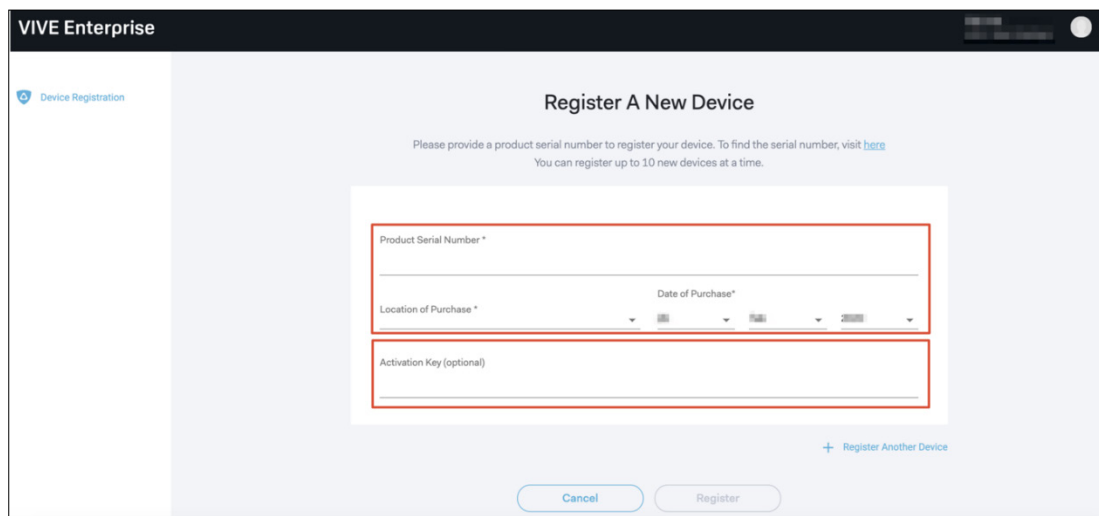 VIVE Enterprise
Device Registration
Register A New Device
Please provide a product serial number to register your device. To find the serial number, visit here
You can register up to 10 new devices at a time.
Product Serial Number *
Date of Purchase*
Location of Purchase *
Activation Key (optional)
+ Register Another Device
Cancel Register